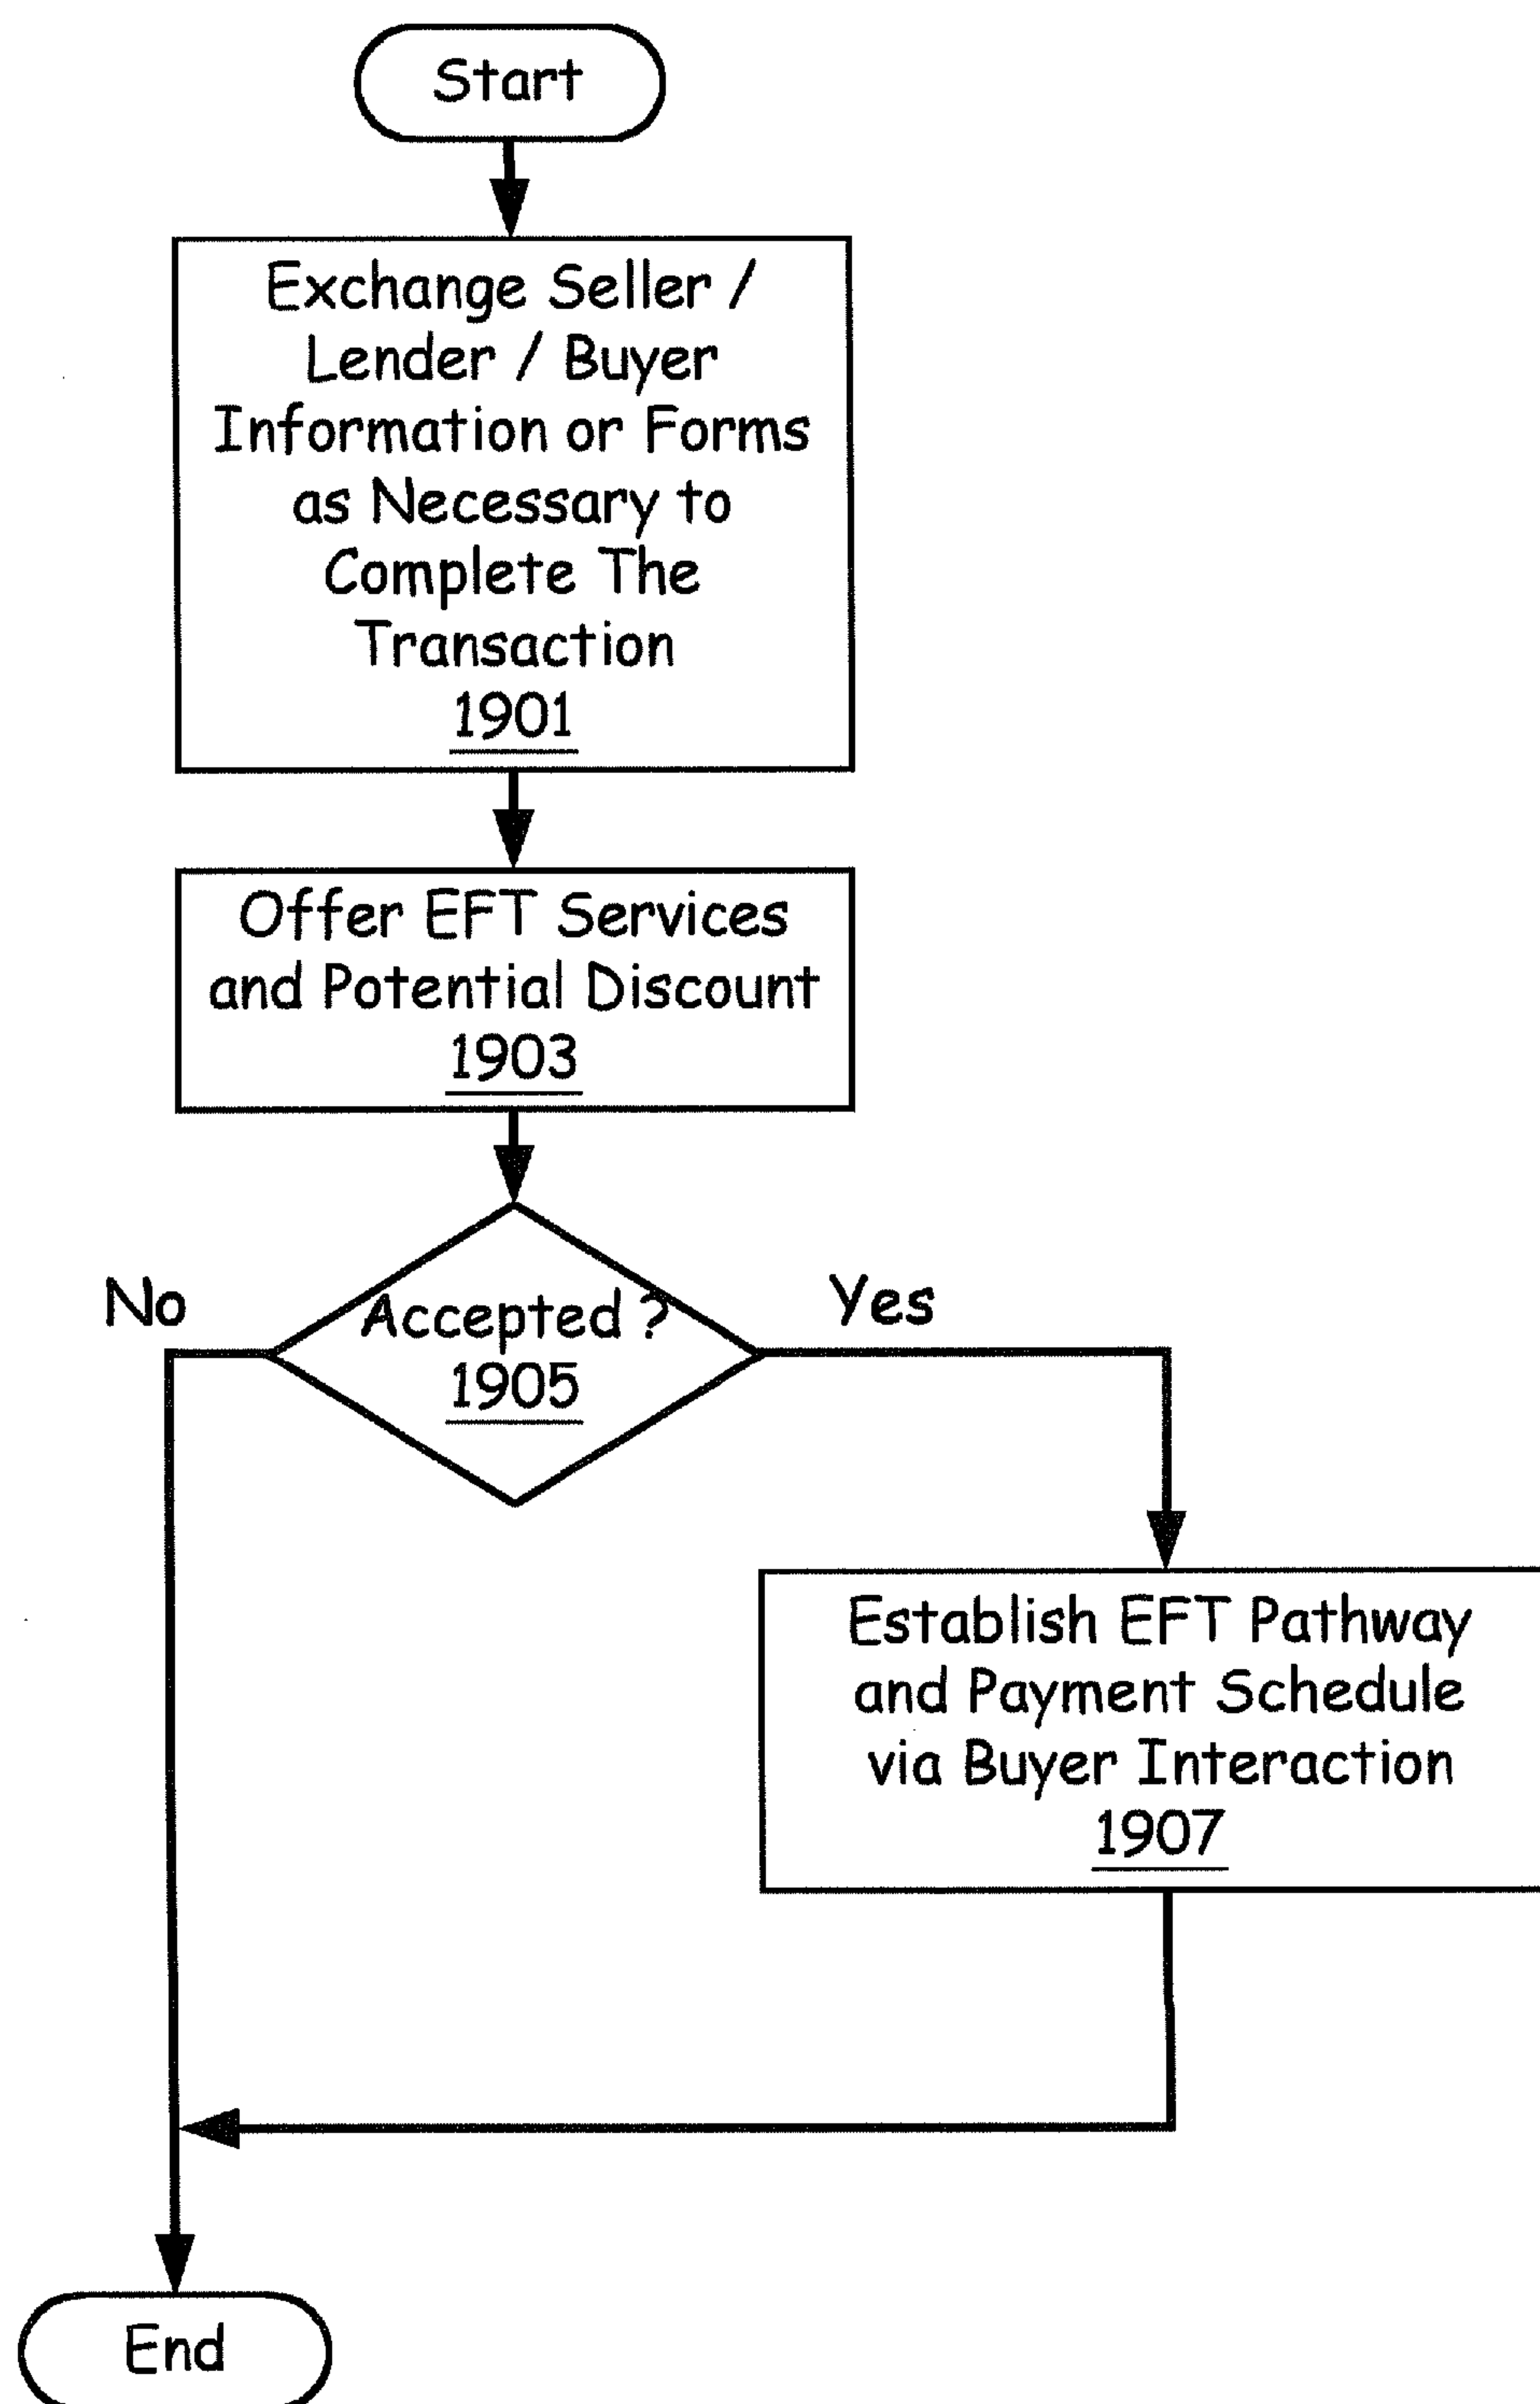 Start
Exchange Seller /
Lender / Buyer
Information or Forms
as Necessary to
Complete The
Transaction
1901
Offer EFT Services
and Potential Discount
1903
No
Accepted ?
1905
Yes
Establish EFT Pathway
and Payment Schedule
via Buyer Interaction
1907
End